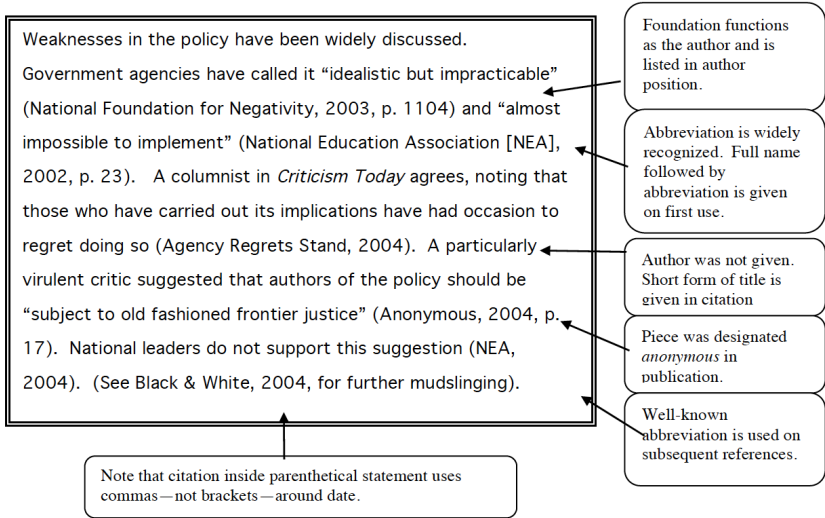 Weaknesses in the policy have been widely discussed.
Government agencies have called it “idealistic but impracticable”
(National Foundation for Negativity, 2003, p. 1104) and “almost
impossible to implement” (National Education Association [NEA],
2002, p. 23).   A columnist in Criticism Today agrees, noting that
those who have carried out its implications have had occasion to
regret doing so (Agency Regrets Stand, 2004).  A particularly
virulent critic suggested that authors of the policy should be
“subject to old fashioned frontier justice” (Anonymous, 2004, p.
17).  National leaders do not support this suggestion (NEA,
2004).  (See Black & White, 2004, for further mudslinging).
Foundation functions
as the author and is
listed in author
position.
Abbreviation is widely
recognized.  Full name
followed by
abbreviation is given
on first use.
Author was not given.
Short form of title is
given in citation
Piece was designated
anonymous in
publication.
Well-known
abbreviation is used on
subsequent references.
Note that citation inside parenthetical statement uses
commas—not brackets—around date.